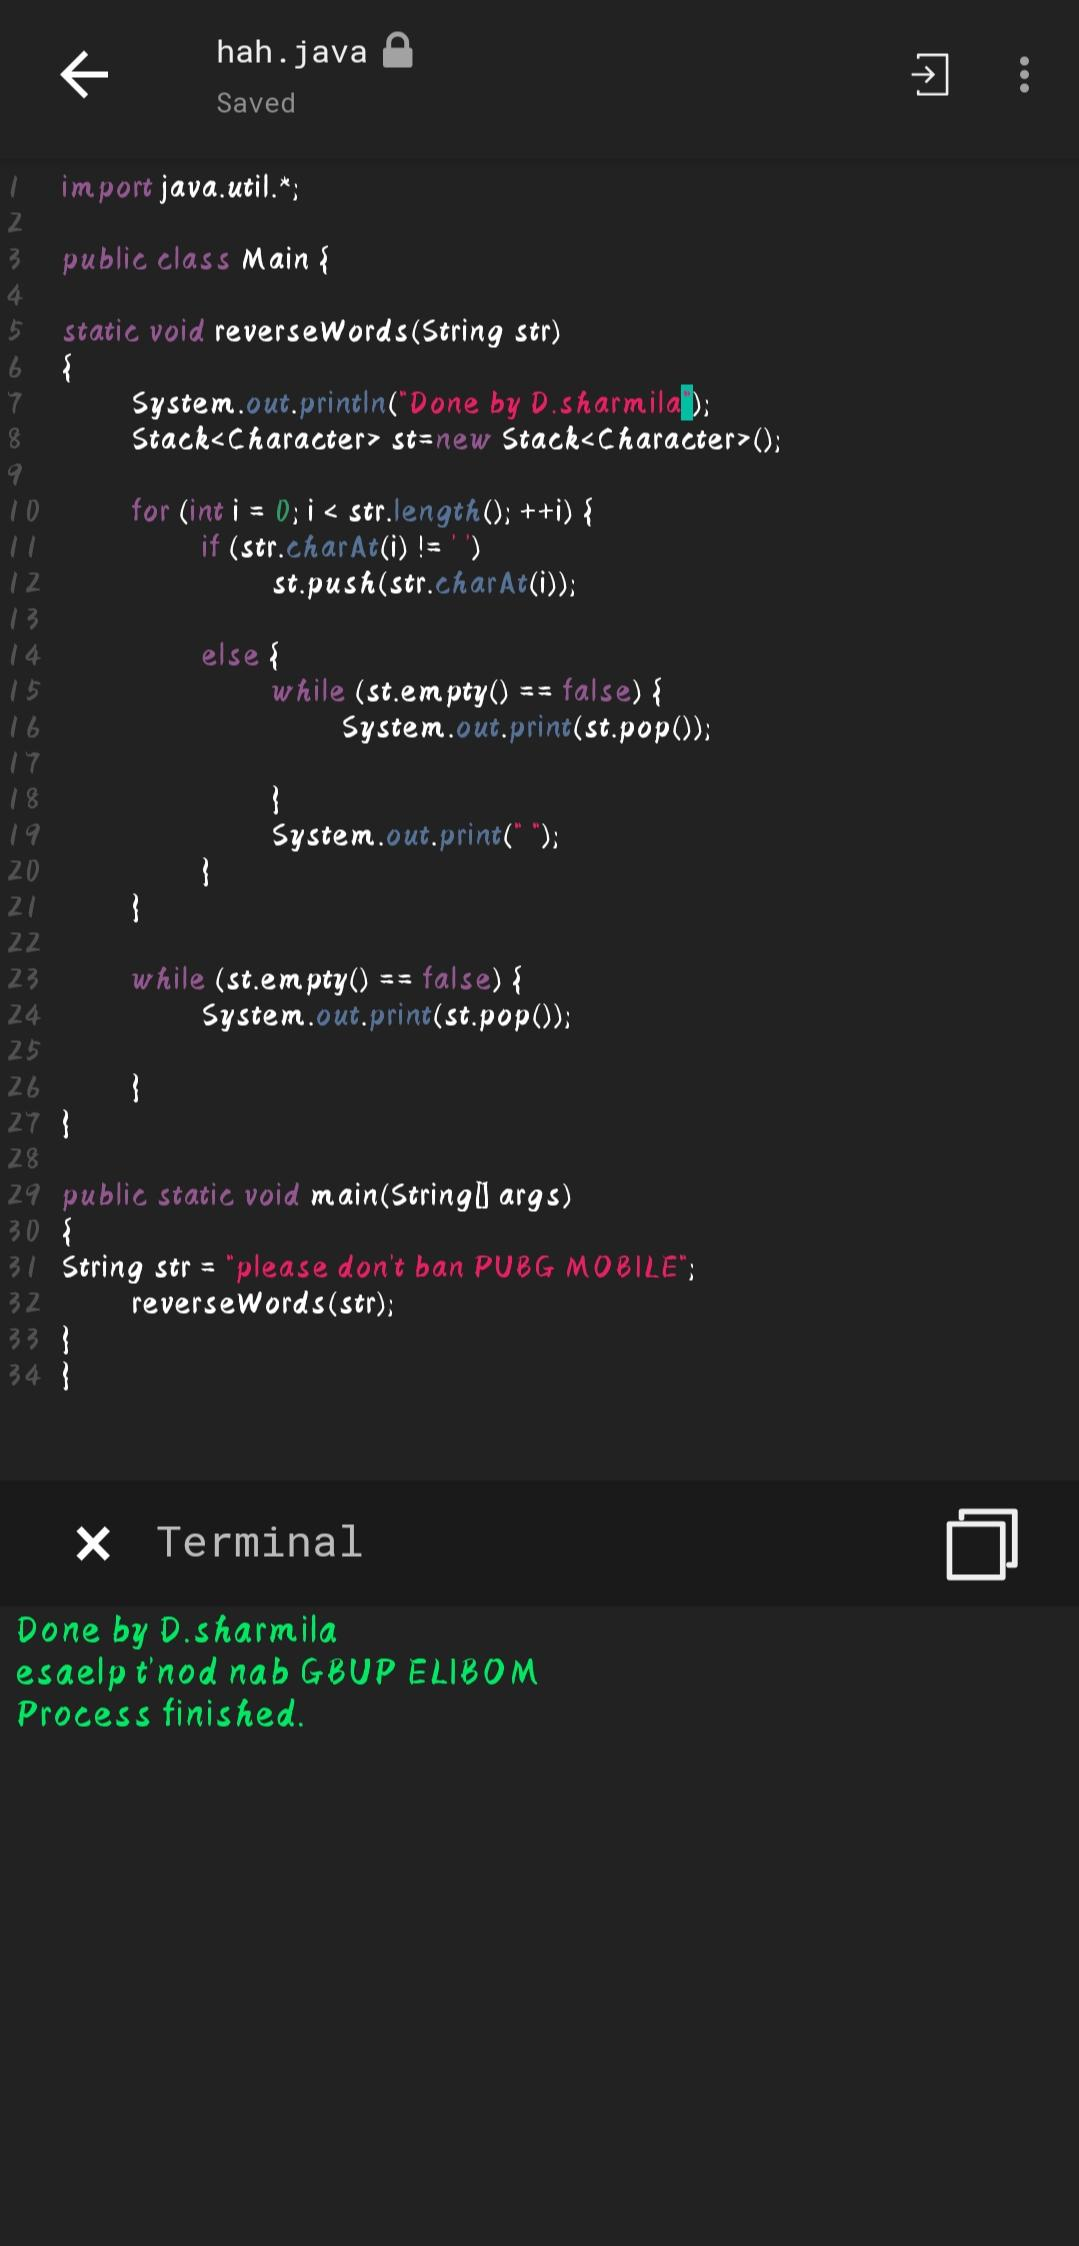 hah.java
Saved
1 import java.util.*;
2
3 public class Main {
4
5 static void reverseWords(String str)
6 {
7 System.out.println("Done by D.sharmila");
8 Stack<Character> st=new Stack<Character>();
9
10 for (int i = 0; i < str.length(); ++i) {
11 if (str.charAt(i) != ' ')
12 st.push(str.charAt(i));
13
14 else {
15 while (st.empty() == false) {
16 System.out.print(st.pop());
17
18 }
19 System.out.print(" ");
20 }
21 }
22
23 while (st.empty() == false) {
24 System.out.print(st.pop());
25
26 }
27 }
28
29 public static void main(String[] args)
30 {
31 String str = "please don't ban PUBG MOBILE";
32 reverseWords(str);
33 }
34 }
Terminal
Done by D.sharmila
esaelp t'nod nab GBUP ELIBOM
Process finished.